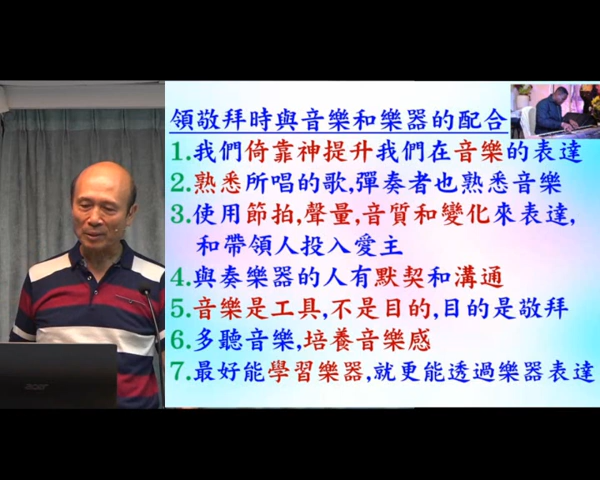 領敬拜時與音樂和樂器的配合
1.我們倚靠神提升我們在音樂的表達
2.熟悉所唱的歌,彈奏者也熟悉音樂
3.使用節拍,聲量,音質和變化來表達,
和帶領人投入愛主
4.與奏樂器的人有默契和溝通
5.音樂是工具,不是目的,目的是敬拜
6.多聽音樂,培養音樂感
7.最好能學習樂器,就更能透過樂器表達
acer